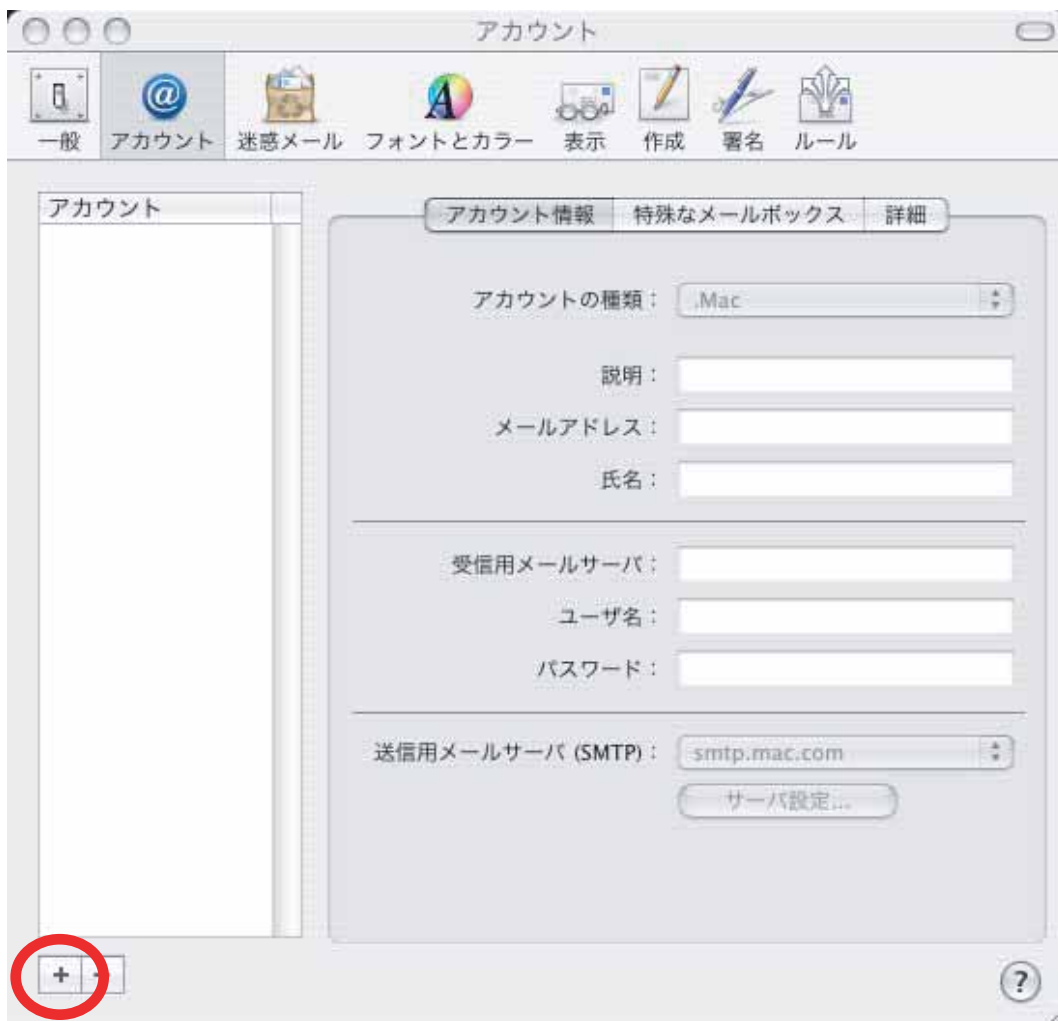 アカウント
一般 アカウント 迷惑メール フォントとカラー 表示 作成 署名 ルール
アカウント
アカウント情報 特殊なメールボックス 詳細
アカウントの種類： .Mac
説明：
メールアドレス：
氏名：
受信用メールサーバ：
ユーザ名：
パスワード：
送信用メールサーバ (SMTP)： smtp.mac.com
サーバ設定...
+ -
?